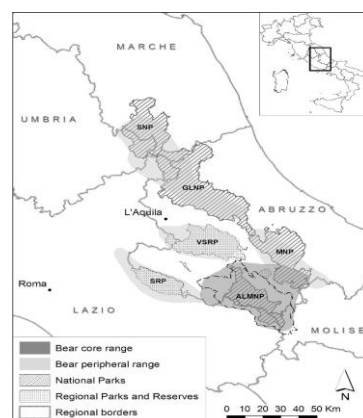 MARCHE
UMBRIA
SNP
GLNP
L'Aquila
ABRUZZO
VSRP
MNP
Roma
SRP
ALMNP
LAZIO
MOLISE
Bear core range
Bear peripheral range
National Parks
Regional Parks and Reserves
Regional borders
N
0 10 20 30 40 50 Km